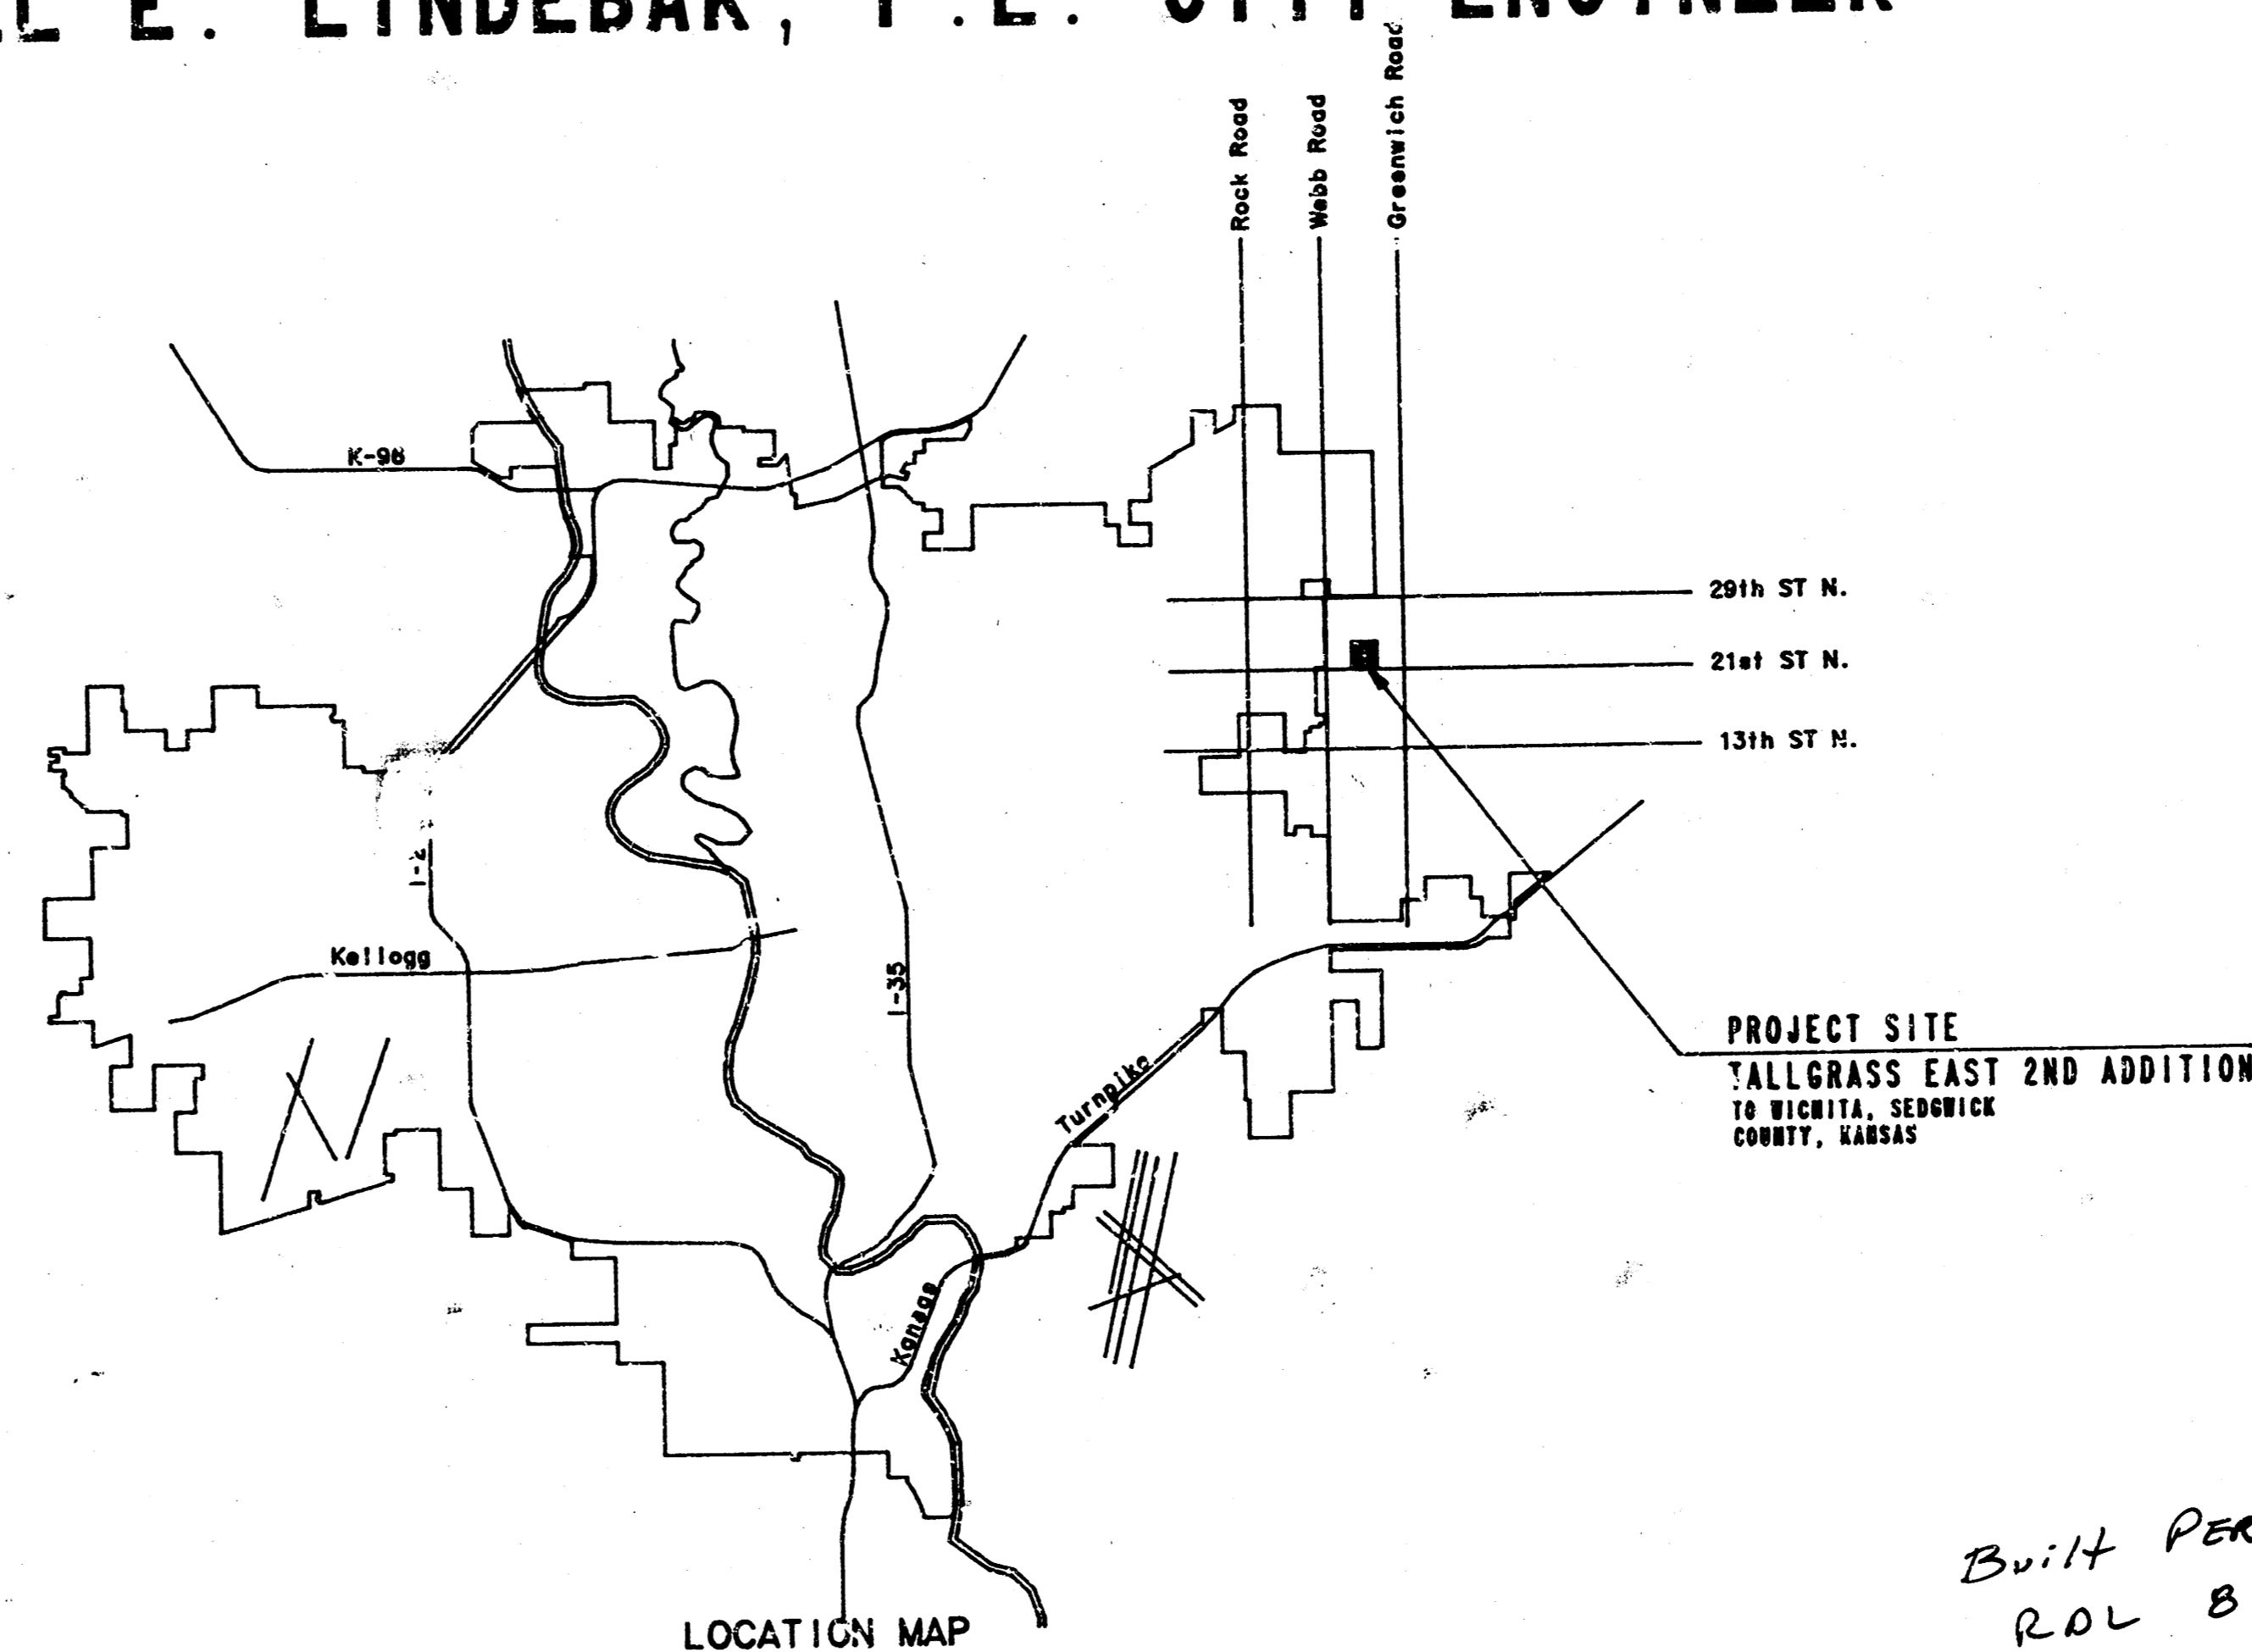 E. LINDEBAK, P.E. CITY ENGINEER
Rock Road
Webb Road
Greenwich Road
K-96
29th ST N.
21st ST N.
13th ST N.
I-2
Kellogg
I-35
Turnpike
Kansas
PROJECT SITE
TALLGRASS EAST 2ND ADDITION
TO WICHITA, SEDGWICK
COUNTY, KANSAS
Built PER
RDL 8
LOCATION MAP